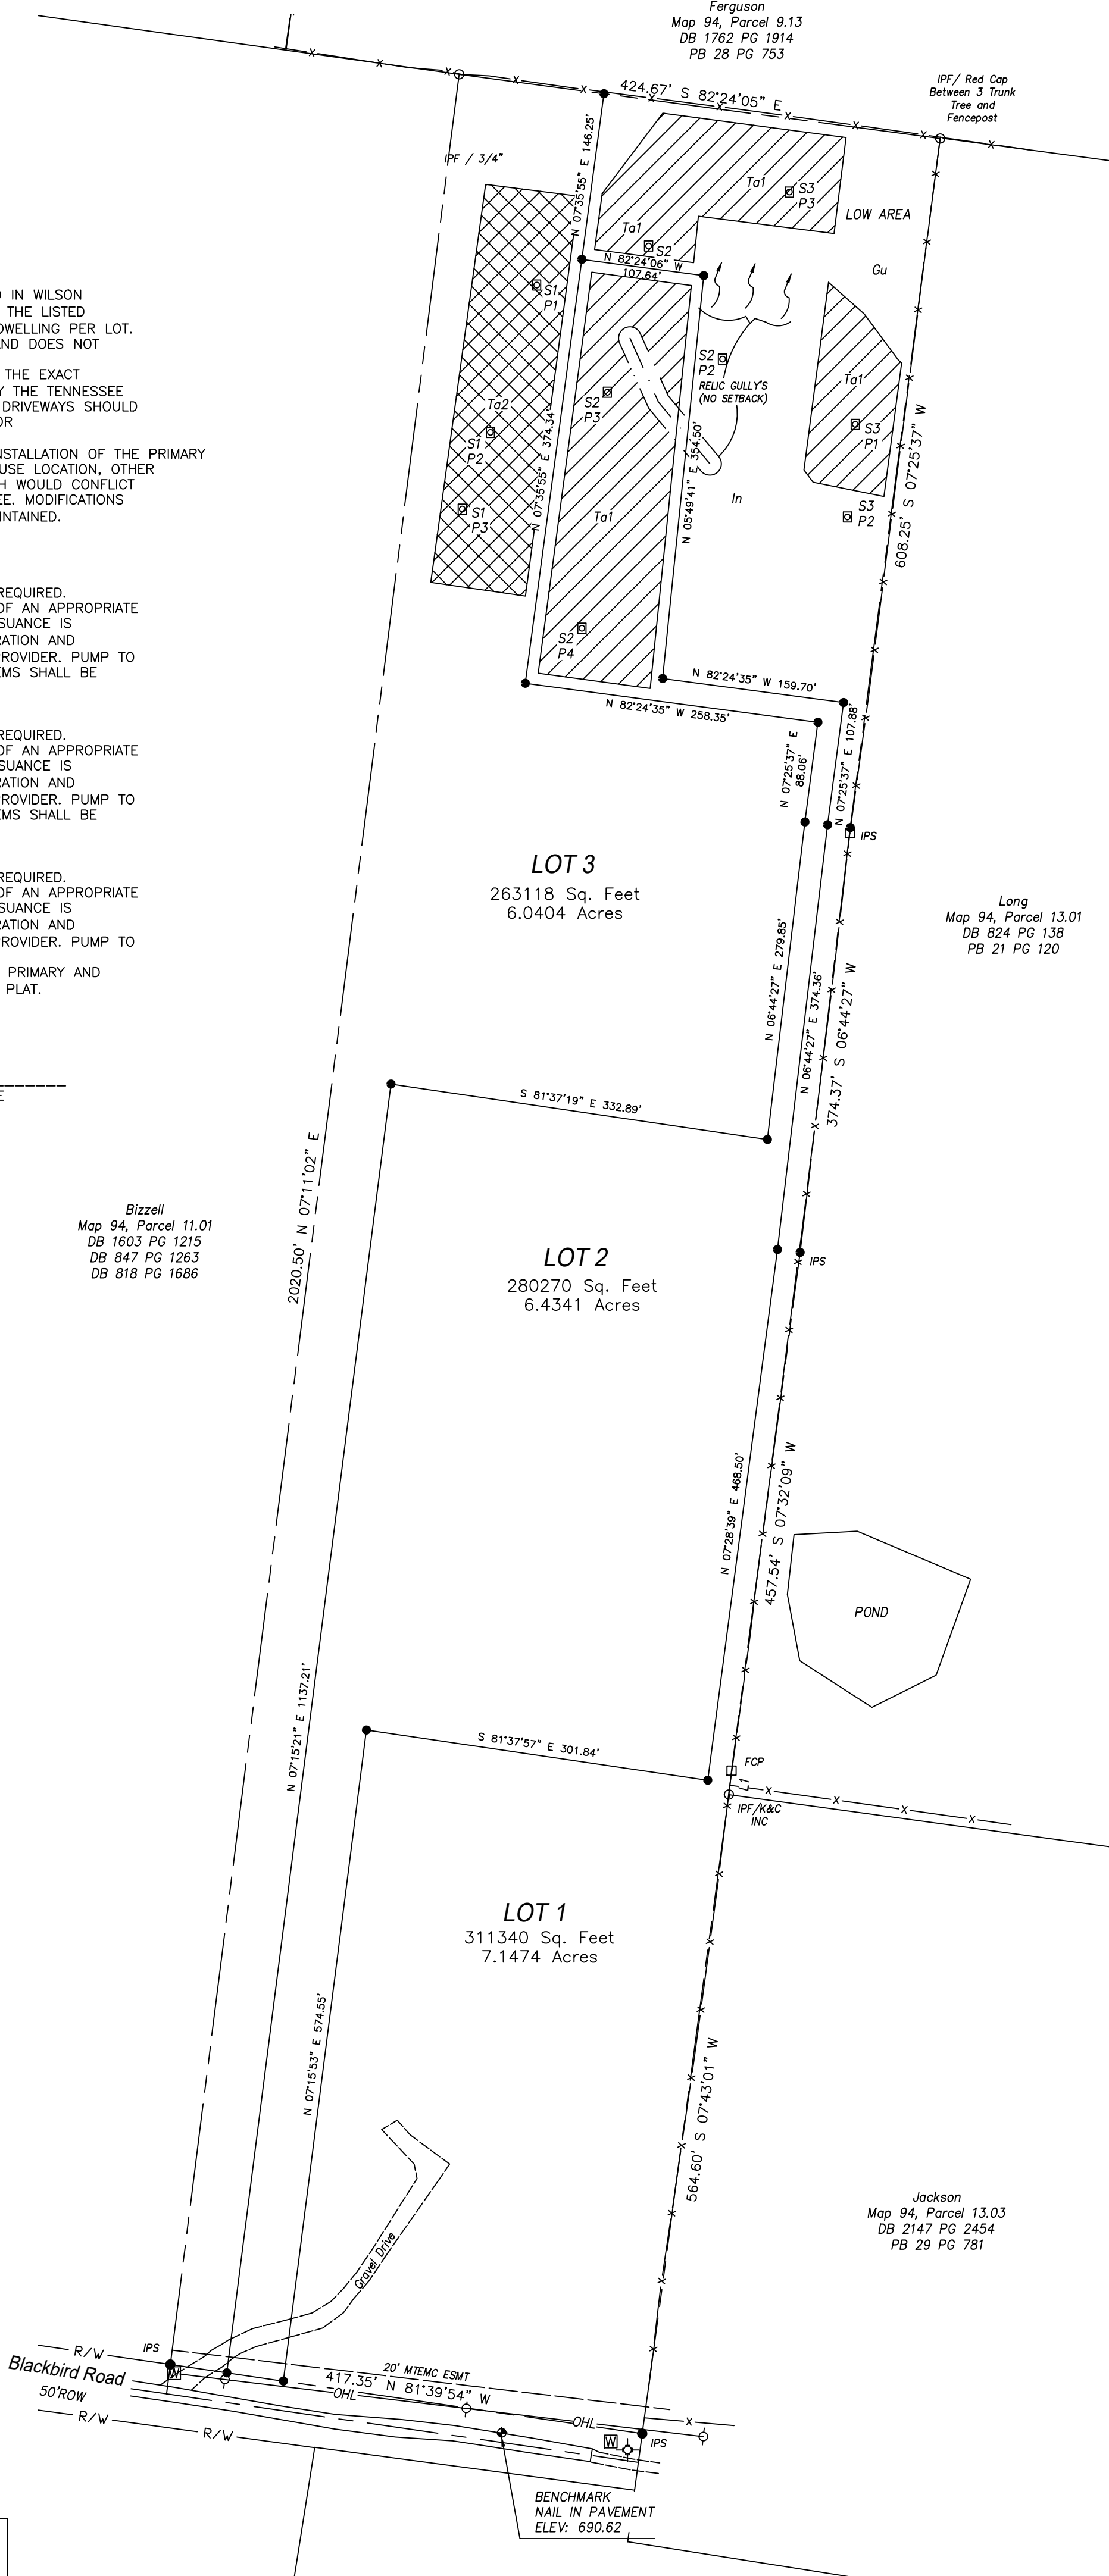 Ferguson
Map 94, Parcel 9.13
DB 1762 PG 1914
PB 28 PG 753
IPF/ Red Cap
Between 3 Trunk
Tree and
Fencepost
424.67' S 82°24'05" E
IPF / 3/4"
N 07°35'55" E 146.25'
Ta1
S3
P3
LOW AREA
Ta1
S2
N 82°24'06" W
107.64'
Gu
S1
P1
S2
P2
RELIC GULLY'S
(NO SETBACK)
Ta1
Ta2
S2
P3
S3
P1
S1
P2
N 07°35'55" E 374.34'
N 05°49'41" E 354.50'
608.25' S 07°25'37" W
In
S1
P3
Ta1
S3
P2
S2
P4
N 82°24'35" W 159.70'
N 82°24'35" W 258.35'
N 07°25'37" E
88.06'
N 07°25'37" E 107.88'
IPS
D IN WILSON
THE LISTED
DWELLING PER LOT.
AND DOES NOT
THE EXACT
Y THE TENNESSEE
DRIVEWAYS SHOULD
OR
INSTALLATION OF THE PRIMARY
USE LOCATION, OTHER
H WOULD CONFLICT
EE. MODIFICATIONS
INTAINED.
REQUIRED.
OF AN APPROPRIATE
SUANCE IS
RATION AND
PROVIDER. PUMP TO
EMS SHALL BE
REQUIRED.
OF AN APPROPRIATE
SUANCE IS
RATION AND
PROVIDER. PUMP TO
EMS SHALL BE
REQUIRED.
OF AN APPROPRIATE
SUANCE IS
RATION AND
PROVIDER. PUMP TO
PRIMARY AND
PLAT.
E
LOT 3
263118 Sq. Feet
6.0404 Acres
Long
Map 94, Parcel 13.01
DB 824 PG 138
PB 21 PG 120
N 06°44'27" E 279.85'
N 06°44'27" E 374.36'
374.37' S 06°44'27" W
S 81°37'19" E 332.89'
2020.50' N 07°11'02" E
Bizzell
Map 94, Parcel 11.01
DB 1603 PG 1215
DB 847 PG 1263
DB 818 PG 1686
LOT 2
280270 Sq. Feet
6.4341 Acres
IPS
N 07°28'39" E 468.50'
457.54' S 07°32'09" W
POND
N 07°15'21" E 1137.21'
S 81°37'57" E 301.84'
FCP
L1
IPF/K&C
INC
LOT 1
311340 Sq. Feet
7.1474 Acres
N 07°15'53" E 574.55'
564.60' S 07°43'01" W
Jackson
Map 94, Parcel 13.03
DB 2147 PG 2454
PB 29 PG 781
Gravel Drive
R/W
IPS
Blackbird Road
50'ROW
W
20' MTEMC ESMT
417.35' N 81°39'54" W
OHL
OHL
W
IPS
R/W
R/W
BENCHMARK
NAIL IN PAVEMENT
ELEV: 690.62